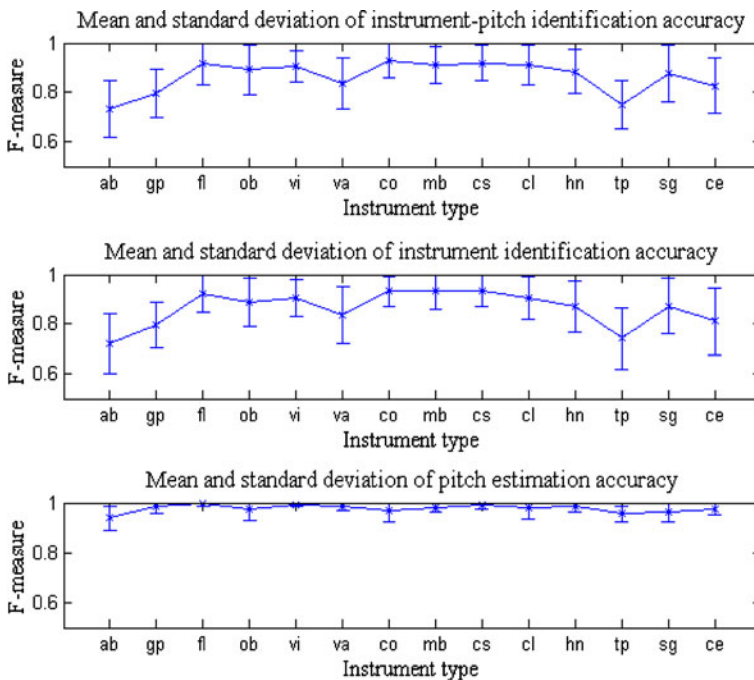 Mean and standard deviation of instrument-pitch identification accuracy
1
0.8
0.6
F-measure
ab gp fl ob vi va co mb cs cl hn tp sg ce
Instrument type
Mean and standard deviation of instrument identification accuracy
1
0.8
0.6
F-measure
ab gp fl ob vi va co mb cs cl hn tp sg ce
Instrument type
Mean and standard deviation of pitch estimation accuracy
1
0.8
0.6
F-measure
ab gp fl ob vi va co mb cs cl hn tp sg ce
Instrument type